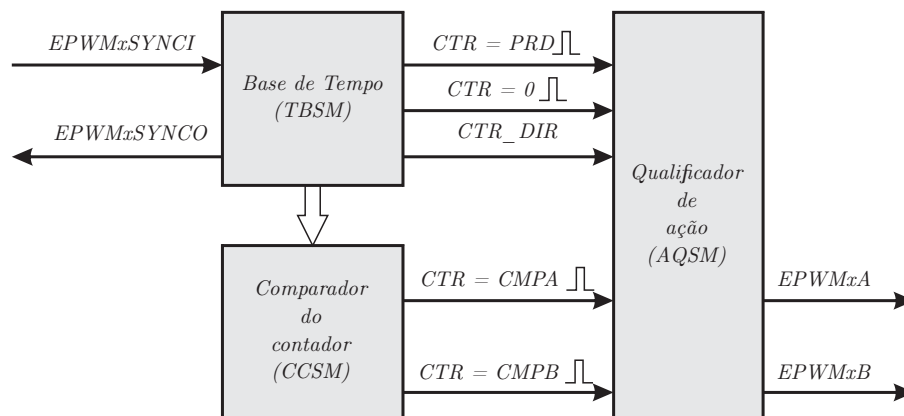 EPWMxSYNCI
EPWMxSYNCO
Base de Tempo
(TBSM)
CTR = PRD
CTR = 0
CTR_DIR
Qualificador
de
ação
(AQSM)
Comparador
do
contador
(CCSM)
CTR = CMPA
CTR = CMPB
EPWMxA
EPWMxB